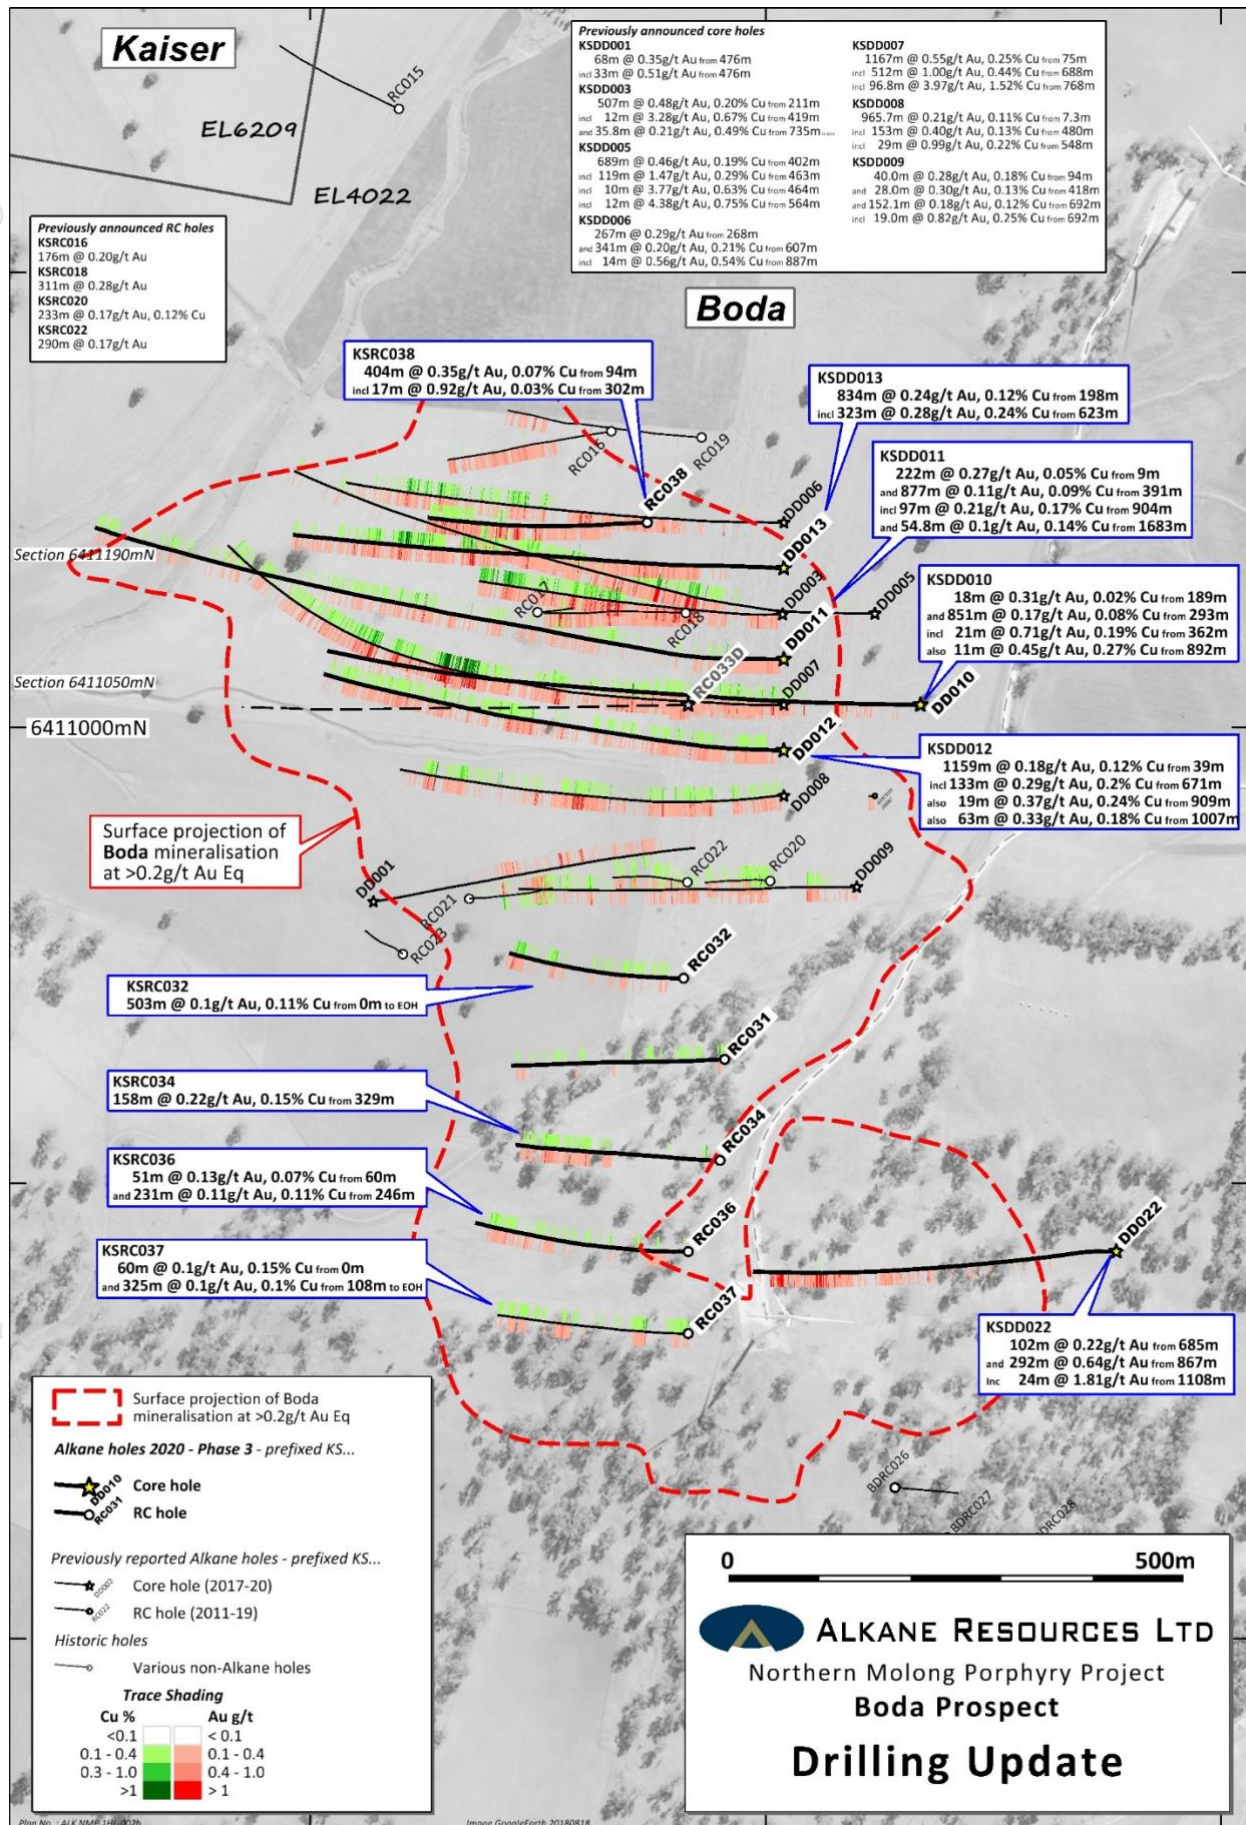 Kaiser
RC015
EL6209
EL4022
Previously announced core holes
KSDD001
68m @ 0.35g/t Au from 476m
incl 33m @ 0.51g/t Au from 476m
KSDD003
507m @ 0.48g/t Au, 0.20% Cu from 211m
incl 12m @ 3.28g/t Au, 0.67% Cu from 419m
and 35.8m @ 0.21g/t Au, 0.49% Cu from 735m
KSDD005
689m @ 0.46g/t Au, 0.19% Cu from 402m
incl 119m @ 1.47g/t Au, 0.29% Cu from 463m
incl 10m @ 3.77g/t Au, 0.63% Cu from 464m
incl 12m @ 4.38g/t Au, 0.75% Cu from 564m
KSDD006
267m @ 0.29g/t Au from 268m
and 341m @ 0.20g/t Au, 0.21% Cu from 607m
incl 14m @ 0.56g/t Au, 0.54% Cu from 887m
KSDD007
1167m @ 0.55g/t Au, 0.25% Cu from 75m
incl 512m @ 1.00g/t Au, 0.44% Cu from 688m
incl 96.8m @ 3.97g/t Au, 1.52% Cu from 768m
KSDD008
965.7m @ 0.21g/t Au, 0.11% Cu from 7.3m
incl 153m @ 0.40g/t Au, 0.13% Cu from 480m
incl 29m @ 0.99g/t Au, 0.22% Cu from 548m
KSDD009
40.0m @ 0.28g/t Au, 0.18% Cu from 94m
and 28.0m @ 0.30g/t Au, 0.13% Cu from 418m
and 152.1m @ 0.18g/t Au, 0.12% Cu from 692m
incl 19.0m @ 0.82g/t Au, 0.25% Cu from 692m
Previously announced RC holes
KSRC016
176m @ 0.20g/t Au
KSRC018
311m @ 0.28g/t Au
KSRC020
233m @ 0.17g/t Au, 0.12% Cu
KSRC022
290m @ 0.17g/t Au
Boda
KSRC038
404m @ 0.35g/t Au, 0.07% Cu from 94m
incl 17m @ 0.92g/t Au, 0.03% Cu from 302m
KSDD013
834m @ 0.24g/t Au, 0.12% Cu from 198m
incl 323m @ 0.28g/t Au, 0.24% Cu from 623m
KSDD011
222m @ 0.27g/t Au, 0.05% Cu from 9m
and 877m @ 0.11g/t Au, 0.09% Cu from 391m
incl 97m @ 0.21g/t Au, 0.17% Cu from 904m
and 54.8m @ 0.1g/t Au, 0.14% Cu from 1683m
KSDD010
18m @ 0.31g/t Au, 0.02% Cu from 189m
and 851m @ 0.17g/t Au, 0.08% Cu from 293m
incl 21m @ 0.71g/t Au, 0.19% Cu from 362m
also 11m @ 0.45g/t Au, 0.27% Cu from 892m
RC016
RC019
RC038
DD006
DD013
Section 6411190mN
RC017
RC018
DD003
DD005
DD011
Section 6411050mN
RC033D
DD007
DD010
6411000mN
DD012
KSDD012
1159m @ 0.18g/t Au, 0.12% Cu from 39m
incl 133m @ 0.29g/t Au, 0.2% Cu from 671m
also 19m @ 0.37g/t Au, 0.24% Cu from 909m
also 63m @ 0.33g/t Au, 0.18% Cu from 1007m
DD008
Surface projection of
Boda mineralisation
at >0.2g/t Au Eq
DD001
RC021
RC022
RC020
DD009
RC023
RC032
KSRC032
503m @ 0.1g/t Au, 0.11% Cu from 0m to EOH
RC031
KSRC034
158m @ 0.22g/t Au, 0.15% Cu from 329m
RC034
KSRC036
51m @ 0.13g/t Au, 0.07% Cu from 60m
and 231m @ 0.11g/t Au, 0.11% Cu from 246m
RC036
DD022
KSRC037
60m @ 0.1g/t Au, 0.15% Cu from 0m
and 325m @ 0.1g/t Au, 0.1% Cu from 108m to EOH
RC037
KSDD022
102m @ 0.22g/t Au from 685m
and 292m @ 0.64g/t Au from 867m
Inc 24m @ 1.81g/t Au from 1108m
Surface projection of Boda
mineralisation at >0.2g/t Au Eq
Alkane holes 2020 - Phase 3 - prefixed KS...
DD010
Core hole
RC031
RC hole
Previously reported Alkane holes - prefixed KS...
DD002
Core hole (2017-20)
RC022
RC hole (2011-19)
Historic holes
Various non-Alkane holes
Trace Shading
Cu % Au g/t
<0.1 < 0.1
0.1 - 0.4 0.1 - 0.4
0.3 - 1.0 0.4 - 1.0
>1 > 1
BDRC026
BDRC027
BDRC028
0 500m
ALKANE RESOURCES LTD
Northern Molong Porphyry Project
Boda Prospect
Drilling Update
Image GoogleEarth 20180818